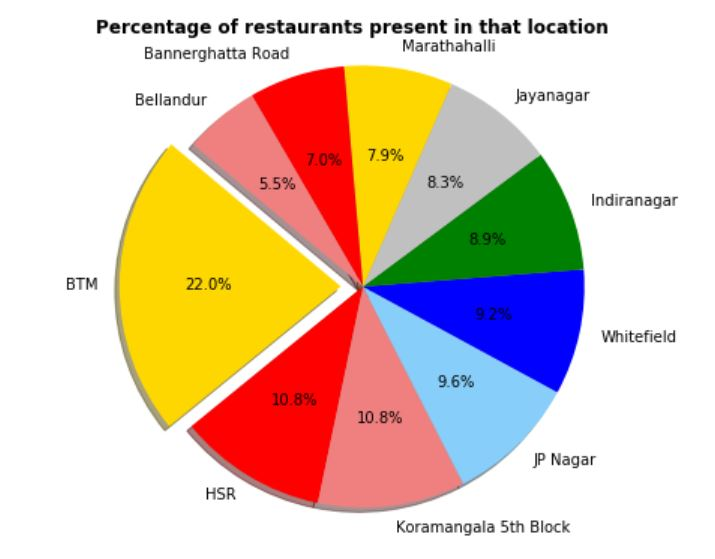 Percentage of restaurants present in that location
Marathahalli
Bannerghatta Road
Jayanagar
Bellandur
7.9%
7.0%
8.3%
5.5%
Indiranagar
8.9%
BTM
22.0%
9.2%
Whitefield
9.6%
10.8%
10.8%
JP Nagar
HSR
Koramangala 5th Block